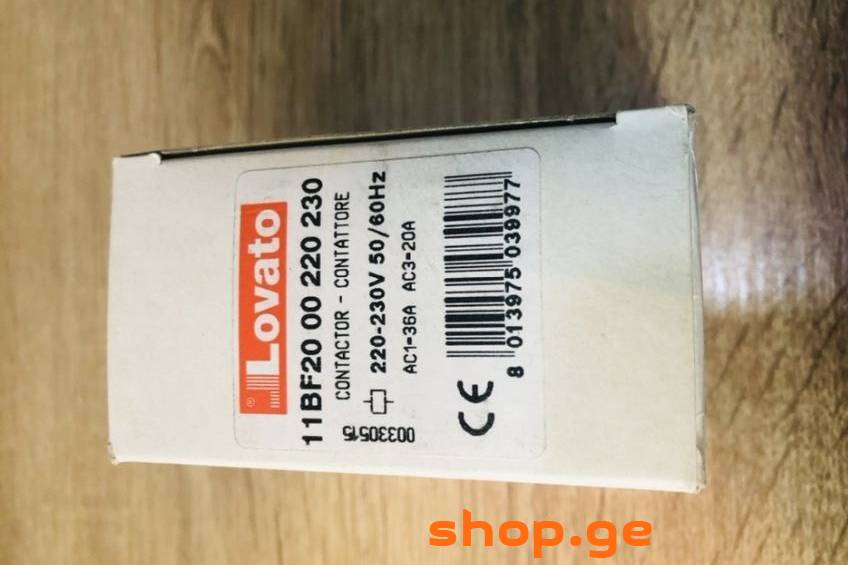 Lovato
®
11BF20 00 220 230
CONTACTOR - CONTATTORE
220-230V 50/60Hz
AC1-36A AC3-20A
00330515
CE
8 013975 039977
shop.ge